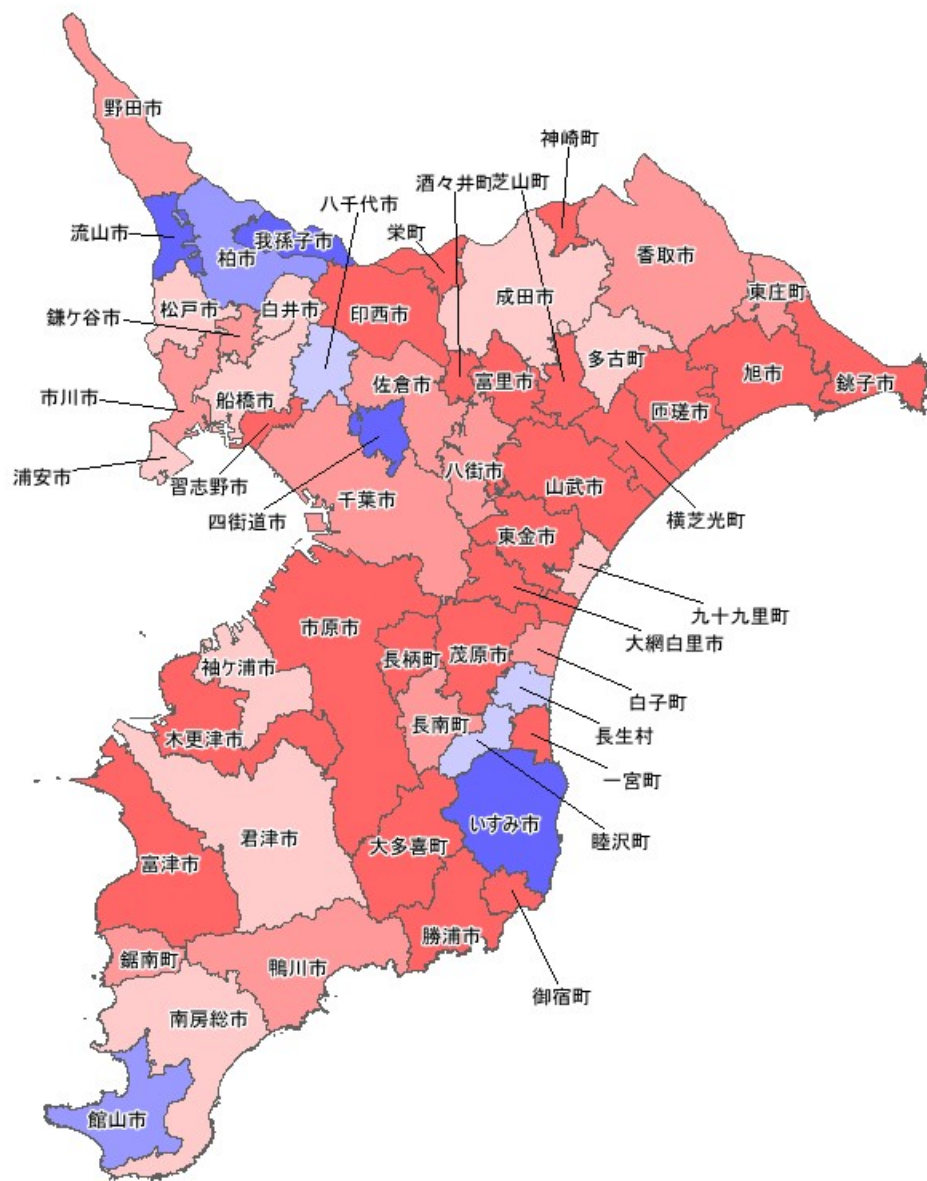 野田市
神崎町
酒々井町
芝山町
八千代市
栄町
流山市
我孫子市
柏市
香取市
成田市
東庄町
松戸市
白井市
印西市
鎌ケ谷市
多古町
旭市
銚子市
佐倉市
富里市
船橋市
市川市
匝瑳市
八街市
浦安市
習志野市
山武市
千葉市
横芝光町
四街道市
東金市
九十九里町
市原市
大網白里市
長柄町
茂原市
袖ケ浦市
白子町
長南町
長生村
木更津市
一宮町
いすみ市
睦沢町
君津市
大多喜町
富津市
勝浦市
鋸南町
鴨川市
御宿町
南房総市
館山市